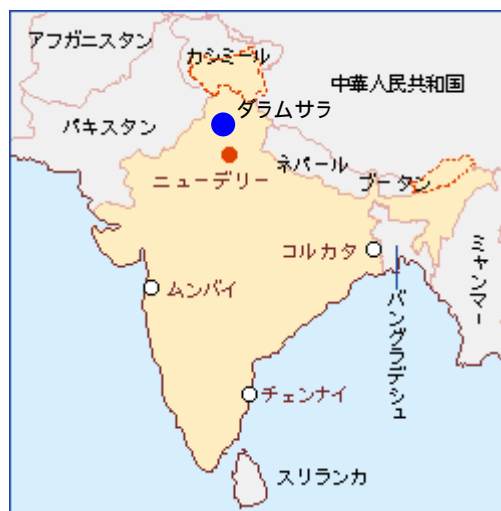 アフガニスタン
カシミール
中華人民共和国
ダラムサラ
パキスタン
ネパール
ブータン
ニューデリー
コルカタ
ミャンマー
ムンバイ
バングラデシュ
チェンナイ
スリランカ